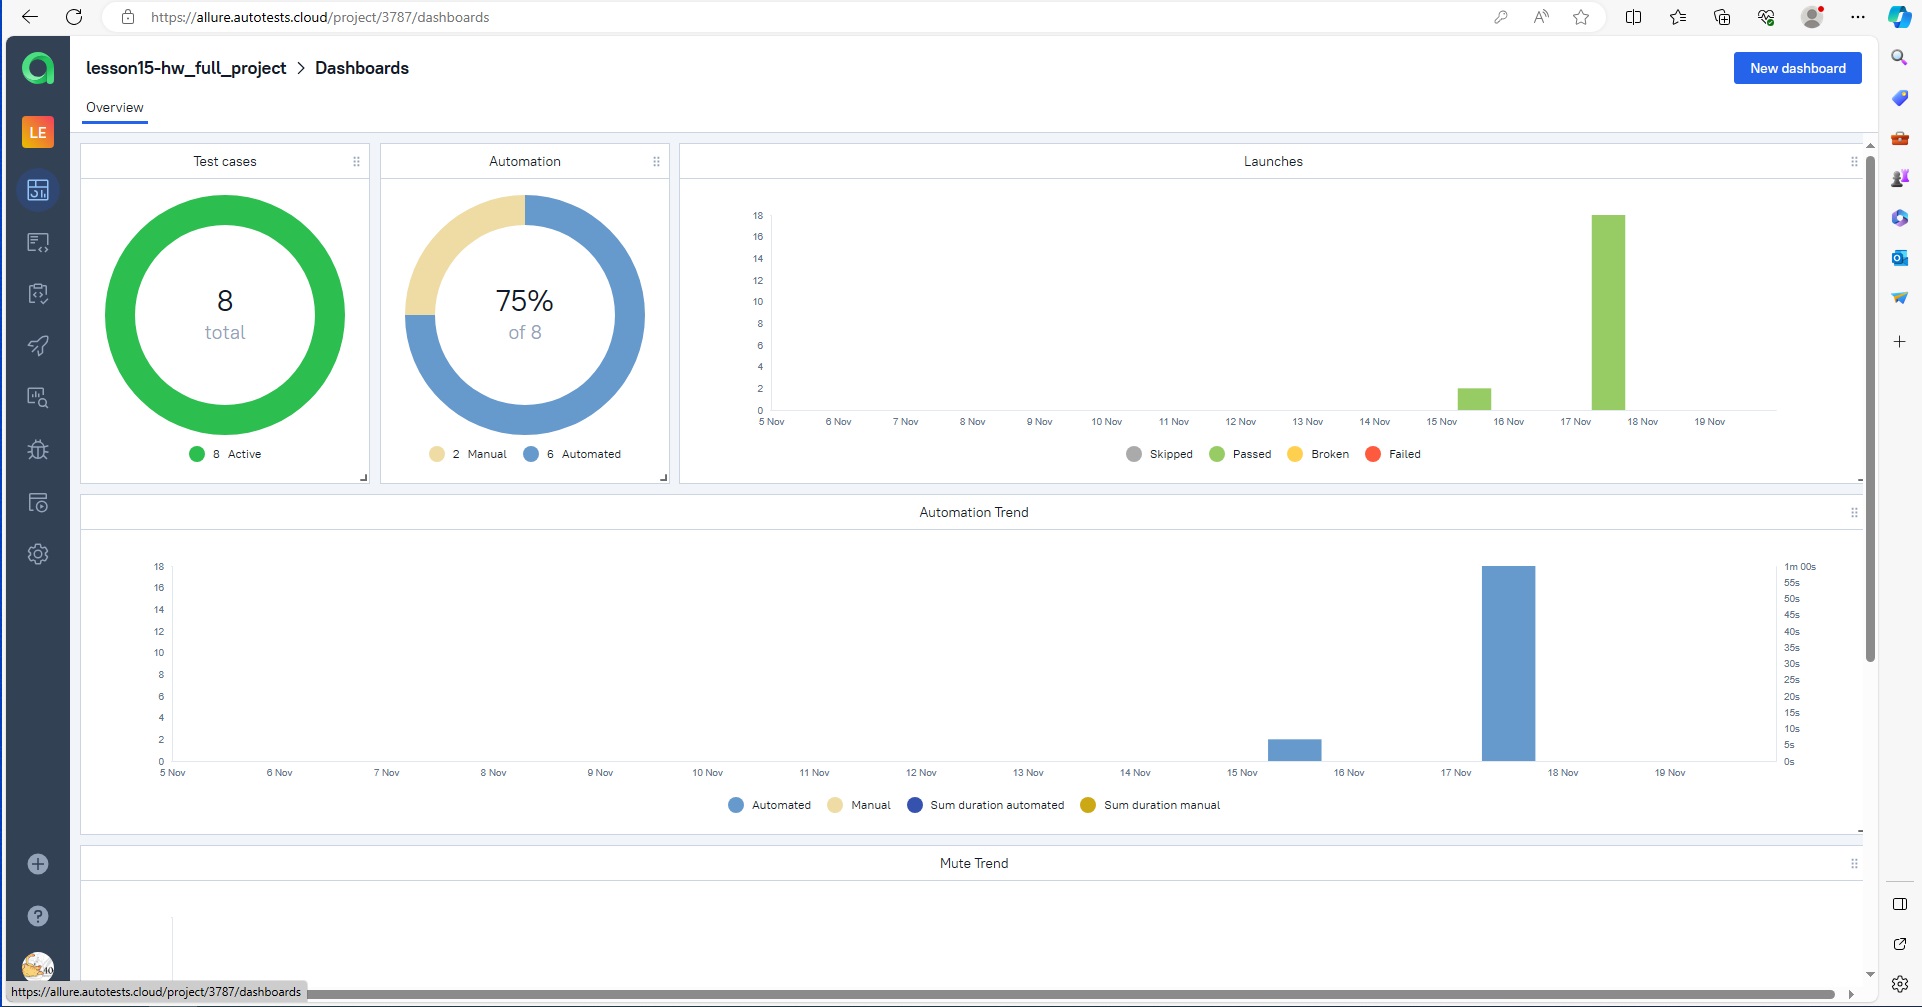 https://allure.autotests.cloud/project/3787/dashboards
lesson15-hw_full_project > Dashboards
New dashboard
Overview
LE
Test cases
8
total
8 Active
Automation
75%
of 8
2 Manual 6 Automated
Launches
18
16
14
12
10
8
6
4
2
0
5 Nov 6 Nov 7 Nov 8 Nov 9 Nov 10 Nov 11 Nov 12 Nov 13 Nov 14 Nov 15 Nov 16 Nov 17 Nov 18 Nov 19 Nov
Skipped Passed Broken Failed
Automation Trend
18
16
14
12
10
8
6
4
2
0
1m 00s
55s
50s
45s
40s
35s
30s
25s
20s
15s
10s
5s
0s
5 Nov 6 Nov 7 Nov 8 Nov 9 Nov 10 Nov 11 Nov 12 Nov 13 Nov 14 Nov 15 Nov 16 Nov 17 Nov 18 Nov 19 Nov
Automated Manual Sum duration automated Sum duration manual
Mute Trend
https://allure.autotests.cloud/project/3787/dashboards